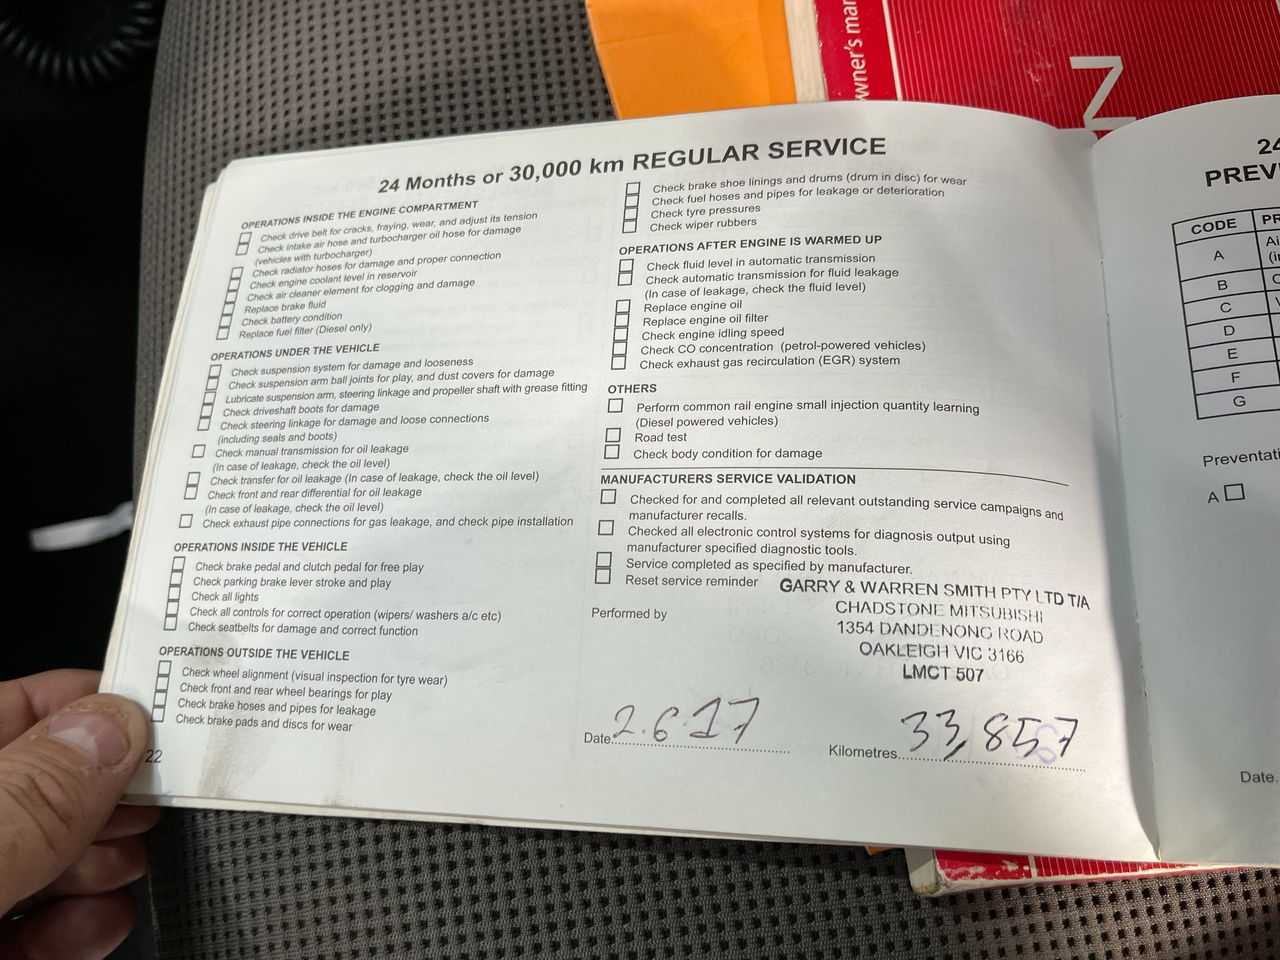 wner's mar
24 Months or 30,000 km REGULAR SERVICE
OPERATIONS INSIDE THE ENGINE COMPARTMENT
Check drive belt for cracks, fraying, wear, and adjust its tension
Check intake air hose and turbocharger oil hose for damage
(vehicles with turbocharger)
Check radiator hoses for damage and proper connection
Check engine coolant level in reservoir
Check air cleaner element for clogging and damage
Replace brake fluid
Check battery condition
Replace fuel filter (Diesel only)
OPERATIONS UNDER THE VEHICLE
Check suspension system for damage and looseness
Check suspension arm ball joints for play, and dust covers for damage
Lubricate suspension arm, steering linkage and propeller shaft with grease fitting
Check driveshaft boots for damage
Check steering linkage for damage and loose connections
(including seals and boots)
Check manual transmission for oil leakage
(In case of leakage, check the oil level)
Check transfer for oil leakage (In case of leakage, check the oil level)
Check front and rear differential for oil leakage
(In case of leakage, check the oil level)
Check exhaust pipe connections for gas leakage, and check pipe installation
OPERATIONS INSIDE THE VEHICLE
Check brake pedal and clutch pedal for free play
Check parking brake lever stroke and play
Check all lights
Check all controls for correct operation (wipers/ washers a/c etc)
Check seatbelts for damage and correct function
OPERATIONS OUTSIDE THE VEHICLE
Check wheel alignment (visual inspection for tyre wear)
Check front and rear wheel bearings for play
Check brake hoses and pipes for leakage
Check brake pads and discs for wear
22
Check brake shoe linings and drums (drum in disc) for wear
Check fuel hoses and pipes for leakage or deterioration
Check tyre pressures
Check wiper rubbers
OPERATIONS AFTER ENGINE IS WARMED UP
Check fluid level in automatic transmission
Check automatic transmission for fluid leakage
(In case of leakage, check the fluid level)
Replace engine oil
Replace engine oil filter
Check engine idling speed
Check CO concentration (petrol-powered vehicles)
Check exhaust gas recirculation (EGR) system
OTHERS
Perform common rail engine small injection quantity learning
(Diesel powered vehicles)
Road test
Check body condition for damage
MANUFACTURERS SERVICE VALIDATION
Checked for and completed all relevant outstanding service campaigns and
manufacturer recalls.
Checked all electronic control systems for diagnosis output using
manufacturer specified diagnostic tools.
Service completed as specified by manufacturer.
Reset service reminder
Performed by
GARRY & WARREN SMITH PTY LTD T/A
CHADSTONE MITSUBISHI
1354 DANDENONG ROAD
OAKLEIGH VIC 3166
LMCT 507
Date 2.6.17
Kilometres 33,857
24
PREV
CODE PR
A Ai
(i
B
C
D
E
F
G
Preventati
A
Date.